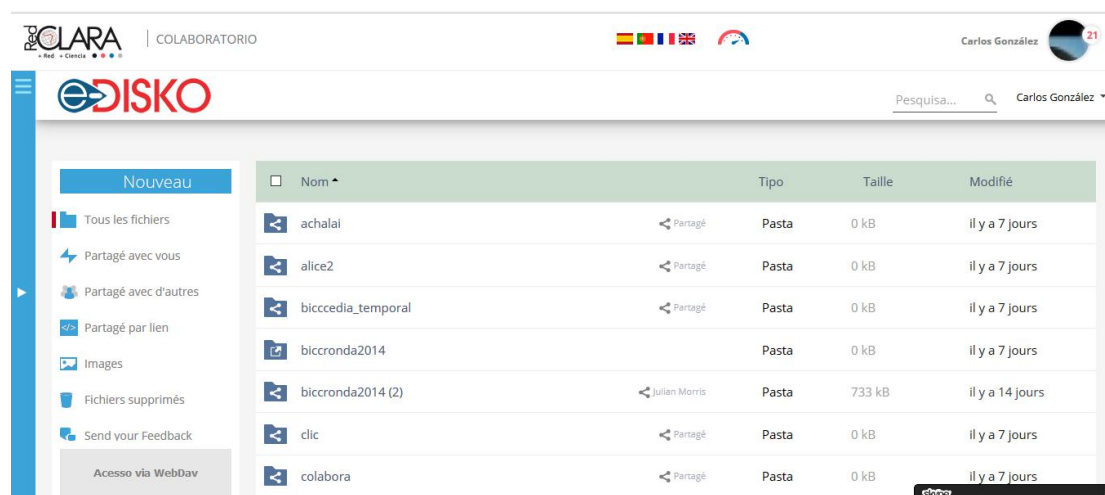 Red CLARA
+ Red + Ciencia
COLABORATORIO
Carlos González
21
eDISKO
Pesquisa...
Carlos González
Nouveau
Tous les fichiers
Partagé avec vous
Partagé avec d'autres
Partagé par lien
Images
Fichiers supprimés
Send your Feedback
Acesso via WebDav
Nom Tipo Taille Modifié
achalai Partagé Pasta 0 kB il y a 7 jours
alice2 Partagé Pasta 0 kB il y a 7 jours
bicccedia_temporal Partagé Pasta 0 kB il y a 7 jours
biccronda2014 Pasta 0 kB il y a 7 jours
biccronda2014 (2) Julian Morris Pasta 733 kB il y a 14 jours
clic Partagé Pasta 0 kB il y a 7 jours
colabora Partagé Pasta 0 kB il y a 7 jours
skype